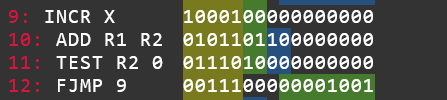 9: INCR X 1000100000000000
10: ADD R1 R2 0101101100000000
11: TEST R2 0 0111010000000000
12: FJMP 9 0011100000001001